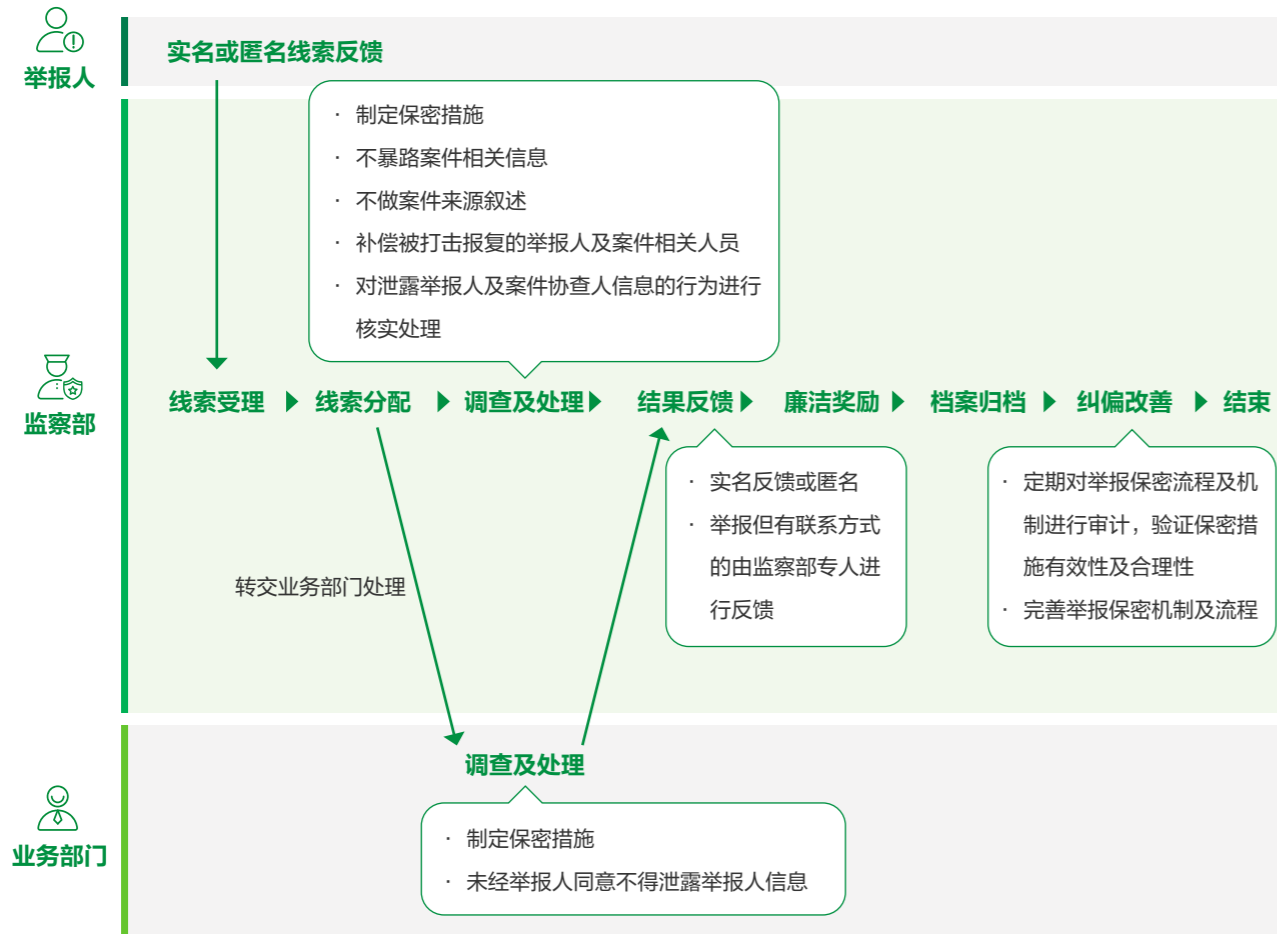 举报人
实名或匿名线索反馈
· 制定保密措施
· 不暴路案件相关信息
· 不做案件来源叙述
· 补偿被打击报复的举报人及案件相关人员
· 对泄露举报人及案件协查人信息的行为进行
核实处理
监察部
线索受理
线索分配
调查及处理
结果反馈
廉洁奖励
档案归档
纠偏改善
结束
· 实名反馈或匿名
· 举报但有联系方式
的由监察部专人进
行反馈
· 定期对举报保密流程及机
制进行审计，验证保密措
施有效性及合理性
· 完善举报保密机制及流程
转交业务部门处理
业务部门
调查及处理
· 制定保密措施
· 未经举报人同意不得泄露举报人信息